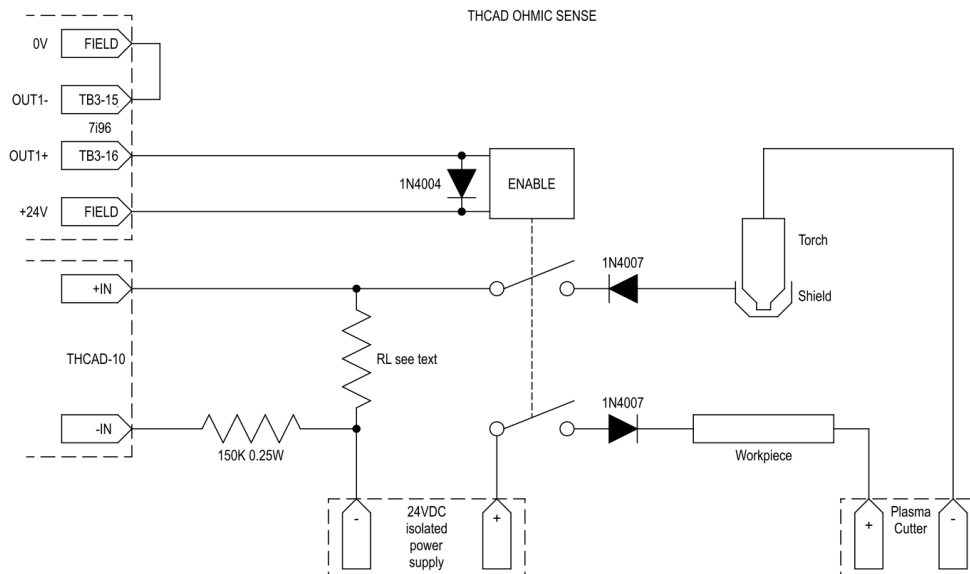 THCAD OHMIC SENSE
0V
FIELD
OUT1-
TB3-15
7i96
OUT1+
TB3-16
1N4004
ENABLE
+24V
FIELD
Torch
1N4007
+IN
Shield
THCAD-10
RL see text
1N4007
-IN
150K 0.25W
Workpiece
-
24VDC
isolated
power
supply
+
+
Plasma
Cutter
-